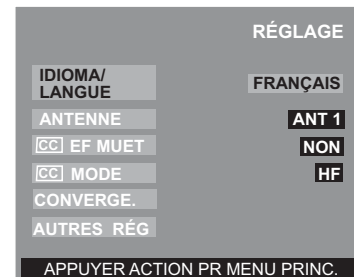 RÉGLAGE
IDIOMA/
LANGUE FRANÇAIS
ANTENNE ANT 1
CC EF MUET NON
CC MODE HF
CONVERGE.
AUTRES RÉG
APPUYER ACTION PR MENU PRINC.